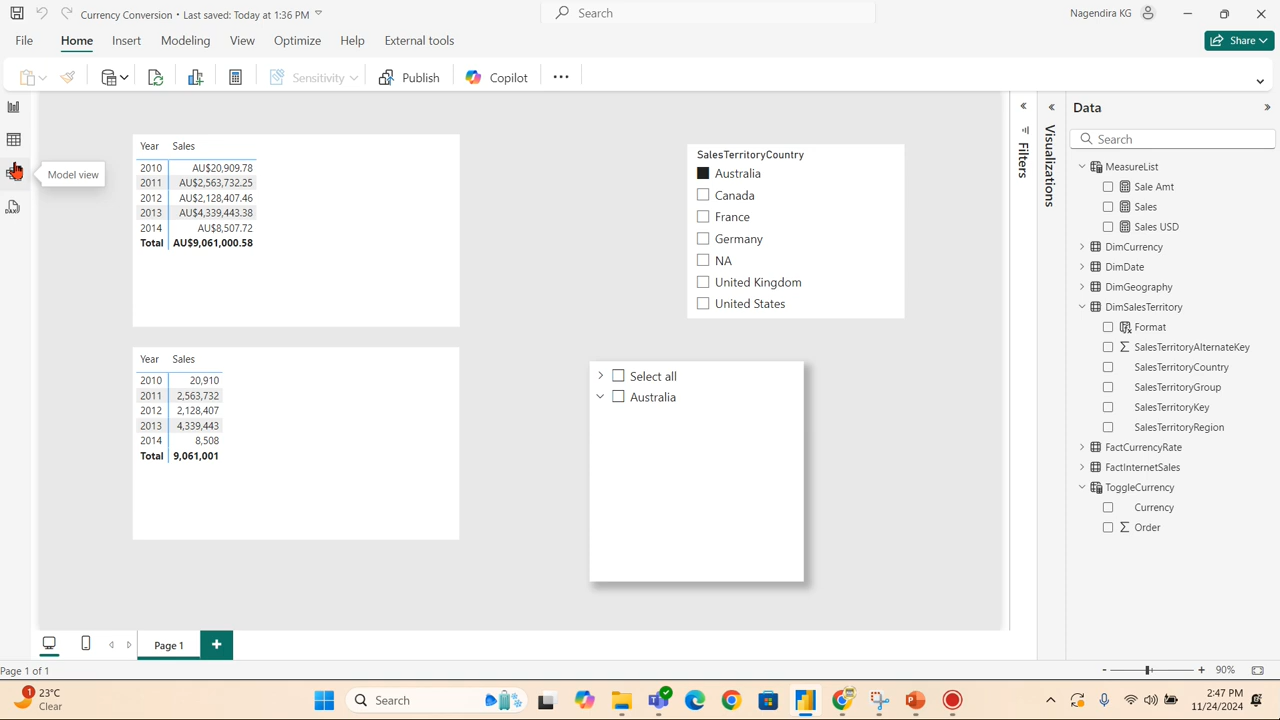 Currency Conversion • Last saved: Today at 1:36 PM
Search
Nagendira KG
File Home Insert Modeling View Optimize Help External tools
Share
Sensitivity
Publish
Copilot
Model view
DAX
Year Sales
2010 AU$20,909.78
2011 AU$2,563,732.25
2012 AU$2,128,407.46
2013 AU$4,339,443.38
2014 AU$8,507.72
Total AU$9,061,000.58
Year Sales
2010 20,910
2011 2,563,732
2012 2,128,407
2013 4,339,443
2014 8,508
Total 9,061,001
SalesTerritoryCountry
Australia
Canada
France
Germany
NA
United Kingdom
United States
Select all
Australia
Filters
Visualizations
Data
Search
MeasureList
Sale Amt
Sales
Sales USD
DimCurrency
DimDate
DimGeography
DimSalesTerritory
Format
SalesTerritoryAlternateKey
SalesTerritoryCountry
SalesTerritoryGroup
SalesTerritoryKey
SalesTerritoryRegion
FactCurrencyRate
FactInternetSales
ToggleCurrency
Currency
Order
Page 1
Page 1 of 1
90%
1
23°C
Clear
Search
2:47 PM
11/24/2024